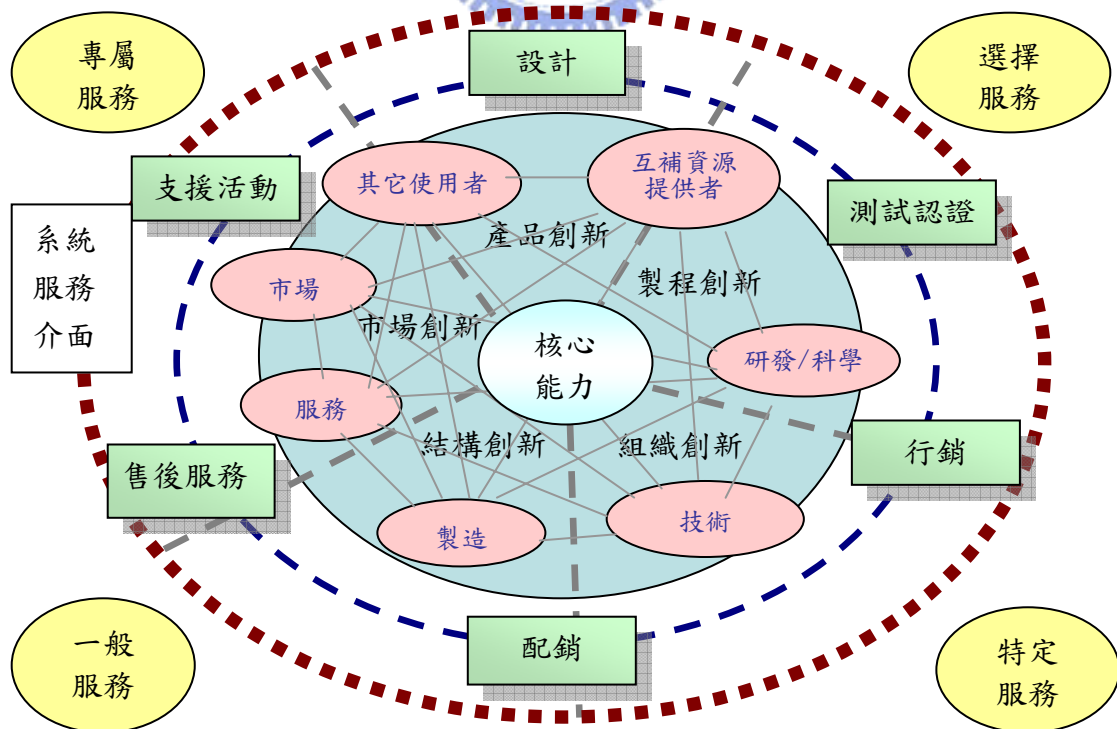 專屬
服務
設計
選擇
服務
支援活動
其它使用者
互補資源
提供者
測試認證
系統
服務
介面
產品創新
市場
製程創新
市場創新
核心
能力
研發/科學
服務
結構創新
組織創新
行銷
售後服務
製造
技術
一般
服務
配銷
特定
服務